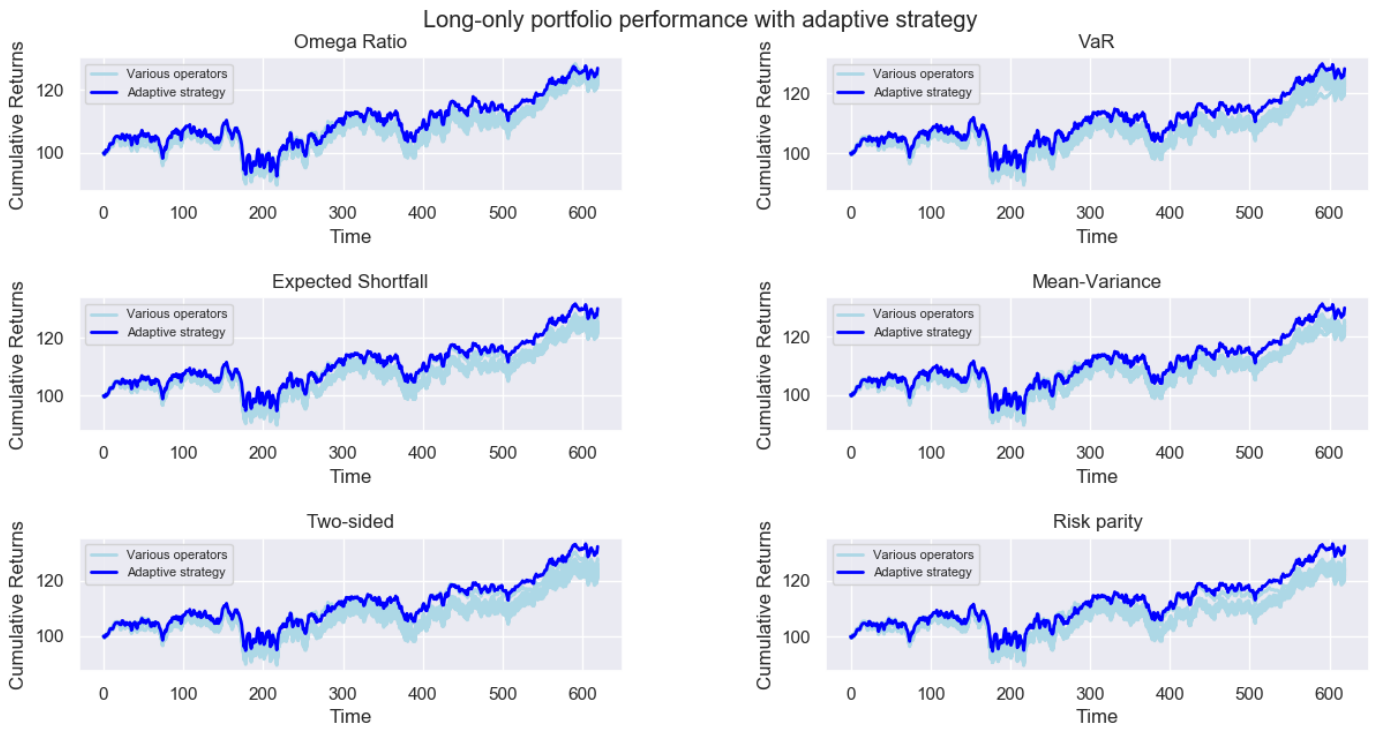 Long-only portfolio performance with adaptive strategy
Omega Ratio
Cumulative Returns
120
100
Various operators
Adaptive strategy
0 100 200 300 400 500 600
Time
VaR
Cumulative Returns
120
100
Various operators
Adaptive strategy
0 100 200 300 400 500 600
Time
Expected Shortfall
Cumulative Returns
120
100
Various operators
Adaptive strategy
0 100 200 300 400 500 600
Time
Mean-Variance
Cumulative Returns
120
100
Various operators
Adaptive strategy
0 100 200 300 400 500 600
Time
Two-sided
Cumulative Returns
120
100
Various operators
Adaptive strategy
0 100 200 300 400 500 600
Time
Risk parity
Cumulative Returns
120
100
Various operators
Adaptive strategy
0 100 200 300 400 500 600
Time